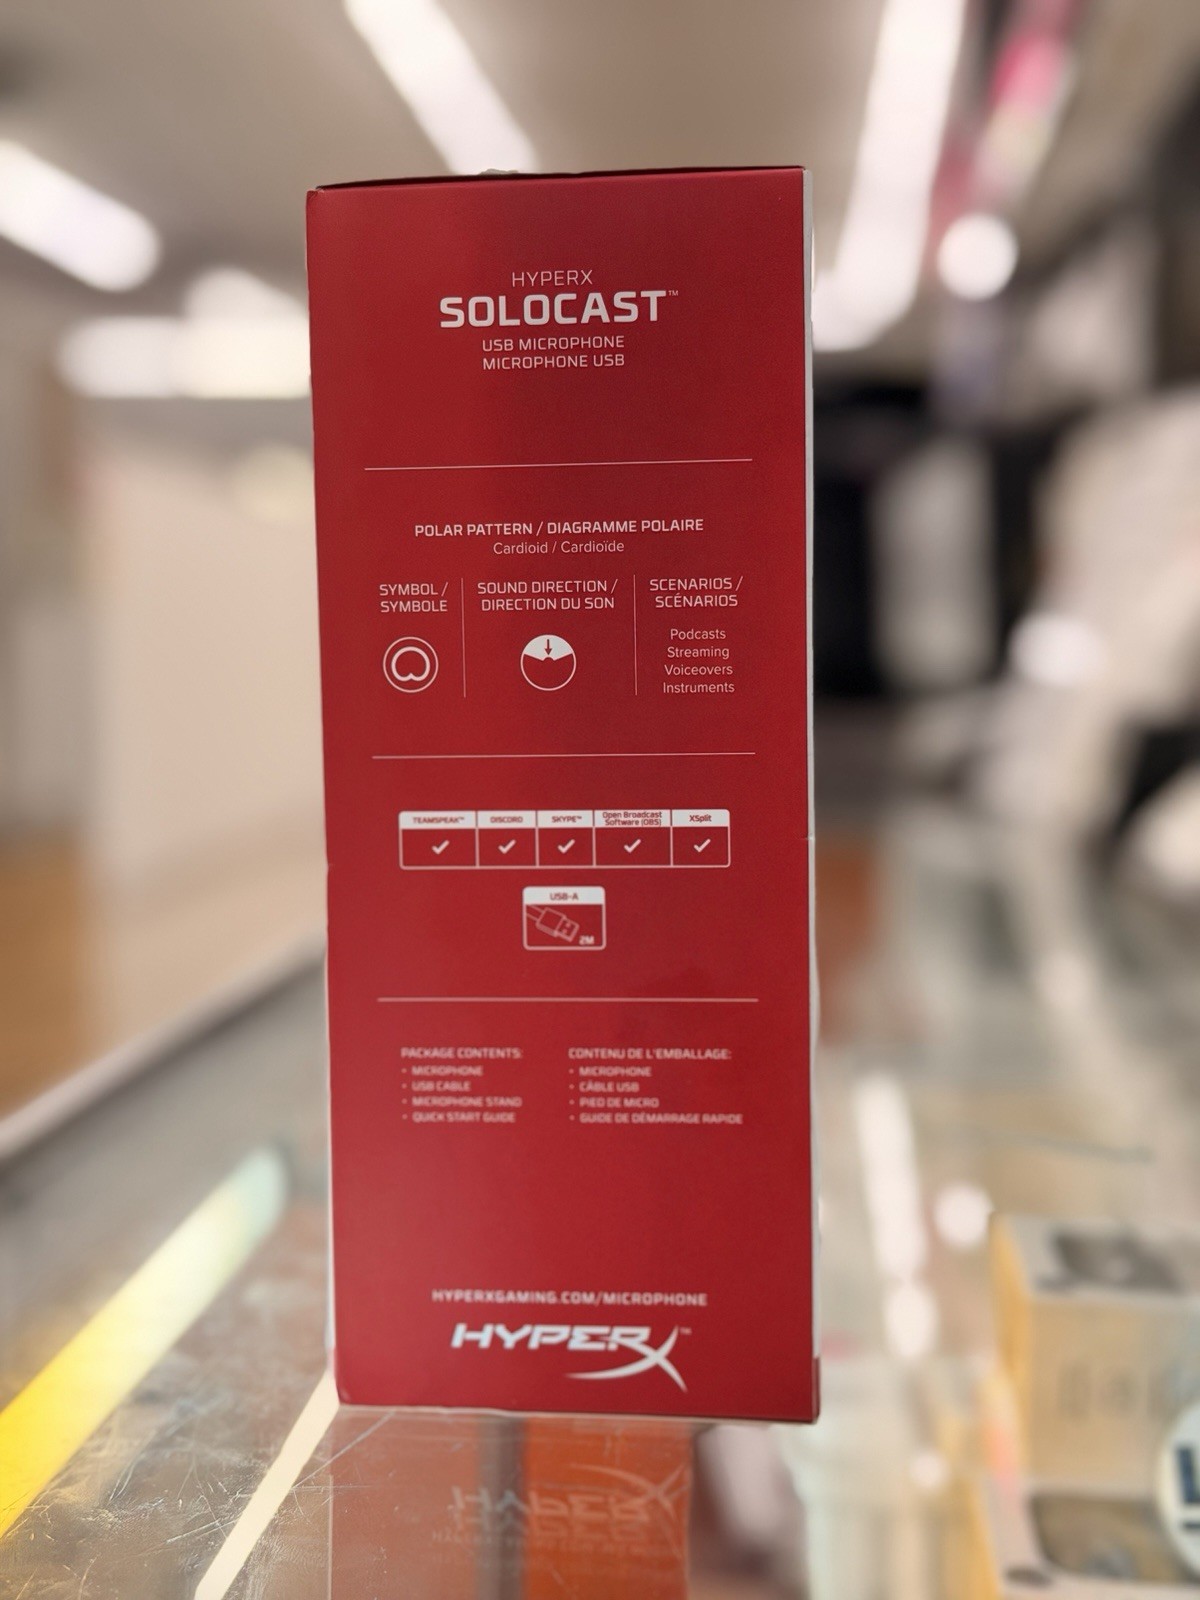 HYPERX
SOLOCAST™
USB MICROPHONE
MICROPHONE USB
POLAR PATTERN / DIAGRAMME POLAIRE
Cardioid / Cardioïde
SYMBOL /
SYMBOLE
SOUND DIRECTION /
DIRECTION DU SON
SCENARIOS /
SCÉNARIOS
Podcasts
Streaming
Voiceovers
Instruments
TEAMSPEAK™
DISCORD
SKYPE™
Open Broadcast
Software (OBS)
XSplit
USB-A
2M
PACKAGE CONTENTS:
• MICROPHONE
• USB CABLE
• MICROPHONE STAND
• QUICK START GUIDE
CONTENU DE L'EMBALLAGE:
• MICROPHONE
• CÂBLE USB
• PIED DE MICRO
• GUIDE DE DÉMARRAGE RAPIDE
HYPERXGAMING.COM/MICROPHONE
HYPERX™